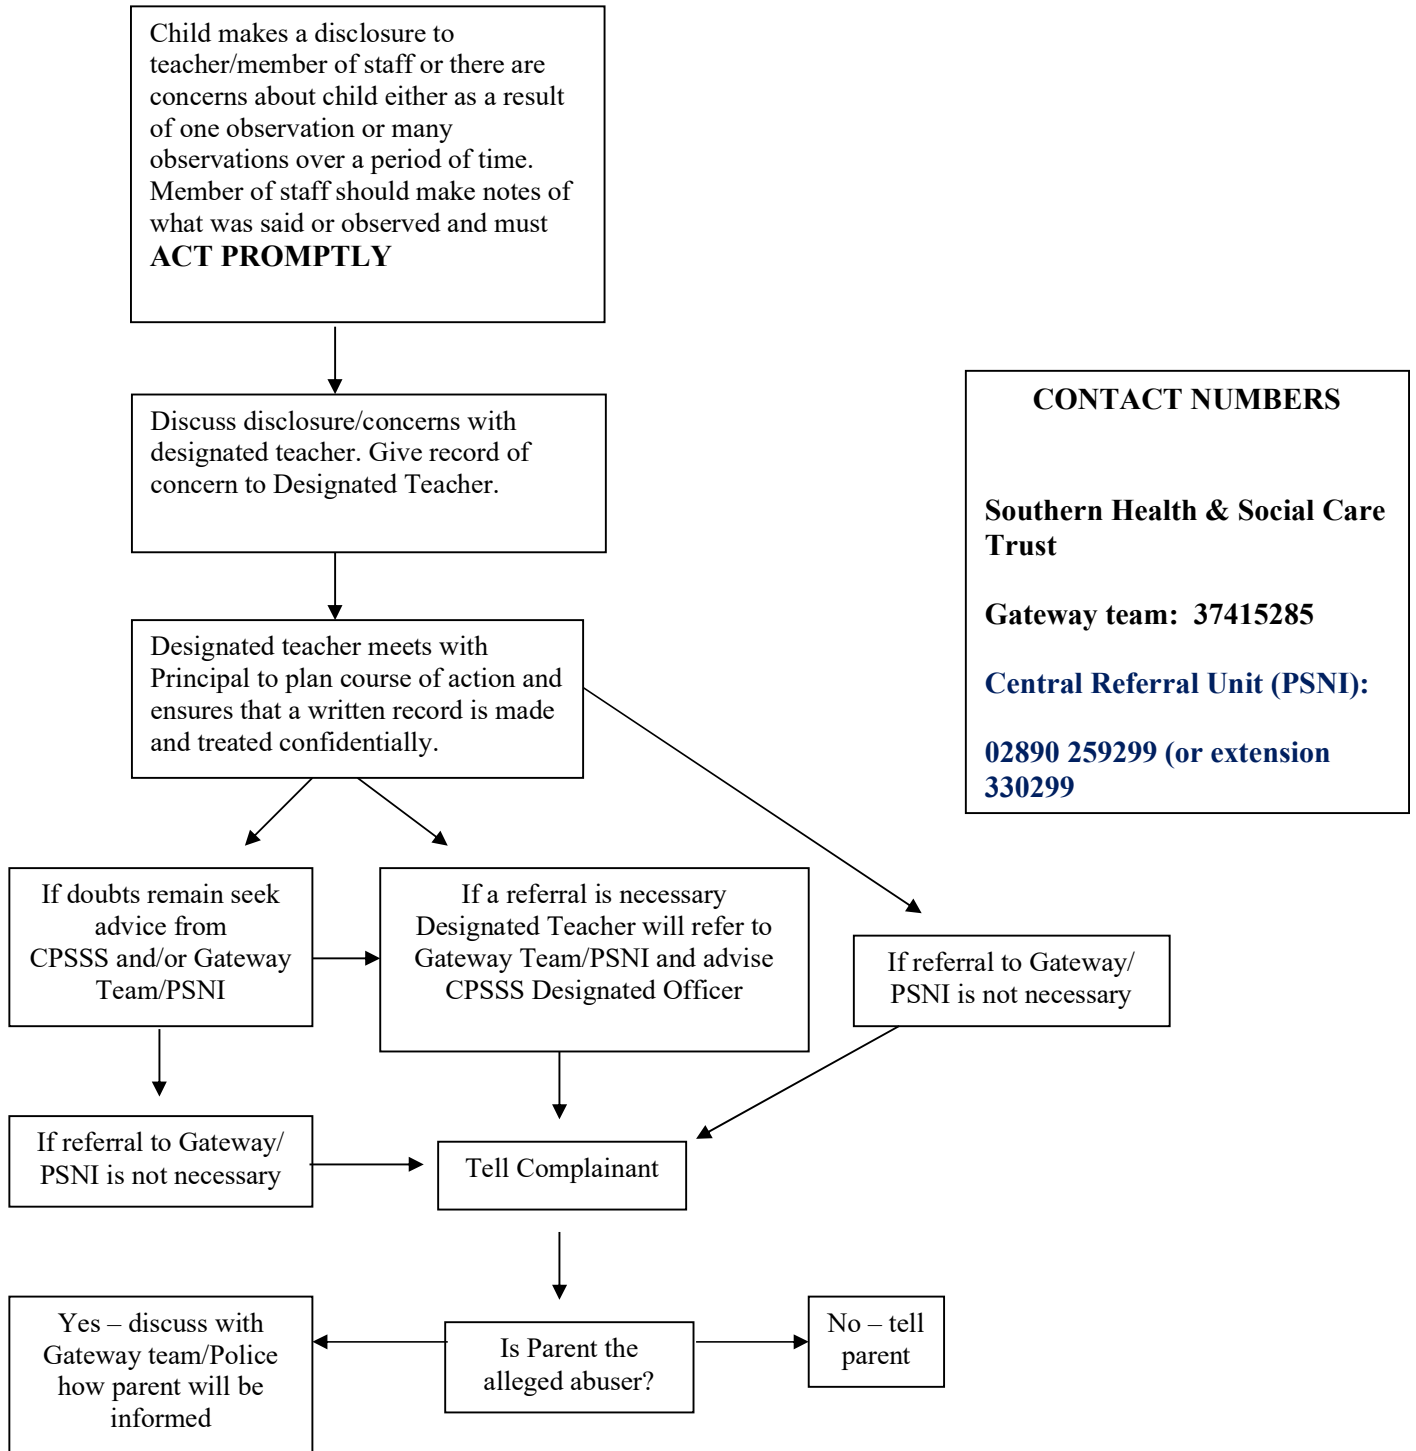 Child makes a disclosure to
teacher/member of staff or there are
concerns about child either as a result
of one observation or many
observations over a period of time.
Member of staff should make notes of
what was said or observed and must
ACT PROMPTLY
Discuss disclosure/concerns with
designated teacher. Give record of
concern to Designated Teacher.
CONTACT NUMBERS
Southern Health & Social Care
Trust
Gateway team:  37415285
Central Referral Unit (PSNI):
02890 259299 (or extension
330299
Designated teacher meets with
Principal to plan course of action and
ensures that a written record is made
and treated confidentially.
If doubts remain seek
advice from
CPSSS and/or Gateway
Team/PSNI
If a referral is necessary
Designated Teacher will refer to
Gateway Team/PSNI and advise
CPSSS Designated Officer
If referral to Gateway/
PSNI is not necessary
If referral to Gateway/
PSNI is not necessary
Tell Complainant
Yes – discuss with
Gateway team/Police
how parent will be
informed
Is Parent the
alleged abuser?
No – tell
parent